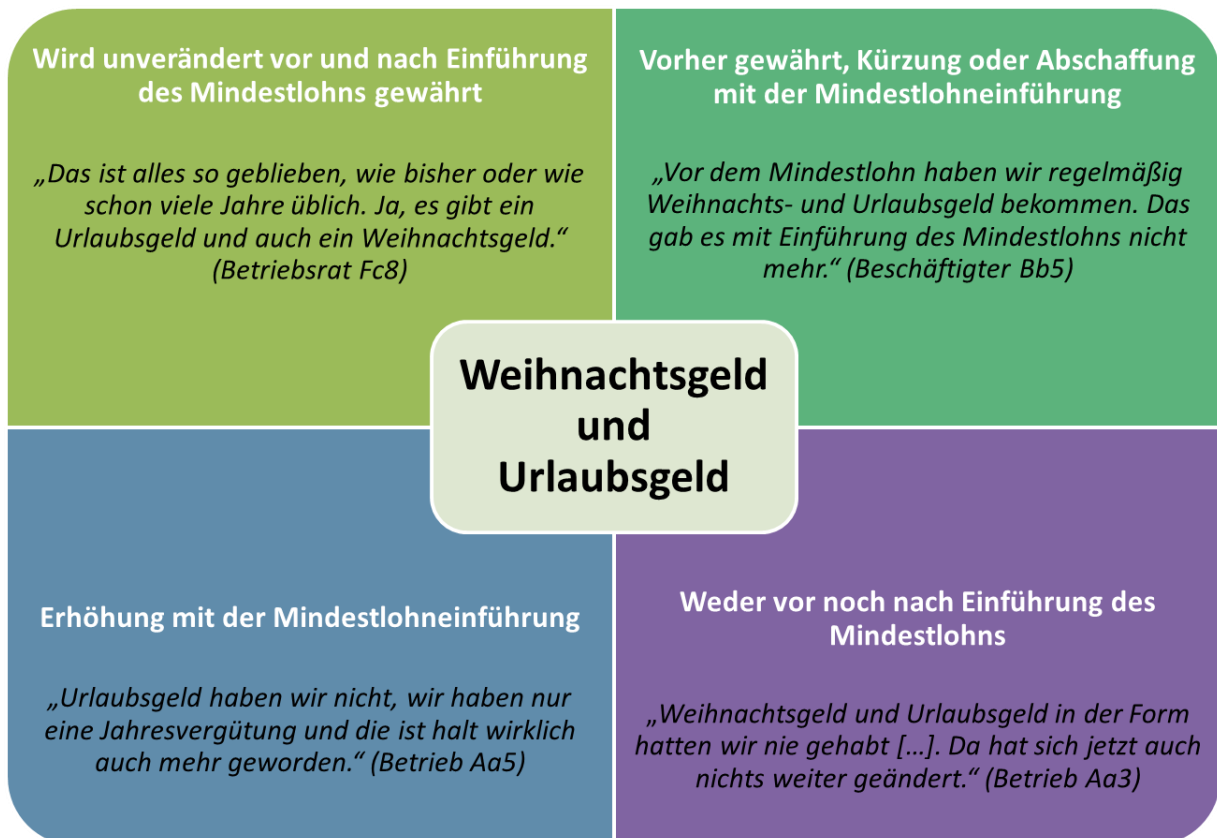 Wird unverändert vor und nach Einführung
des Mindestlohns gewährt
„Das ist alles so geblieben, wie bisher oder wie
schon viele Jahre üblich. Ja, es gibt ein
Urlaubsgeld und auch ein Weihnachtsgeld.“
(Betriebsrat Fc8)
Vorher gewährt, Kürzung oder Abschaffung
mit der Mindestlohneinführung
„Vor dem Mindestlohn haben wir regelmäßig
Weihnachts- und Urlaubsgeld bekommen. Das
gab es mit Einführung des Mindestlohns nicht
mehr.“ (Beschäftigter Bb5)
Weihnachtsgeld
und
Urlaubsgeld
Erhöhung mit der Mindestlohneinführung
„Urlaubsgeld haben wir nicht, wir haben nur
eine Jahresvergütung und die ist halt wirklich
auch mehr geworden.“ (Betrieb Aa5)
Weder vor noch nach Einführung des
Mindestlohns
„Weihnachtsgeld und Urlaubsgeld in der Form
hatten wir nie gehabt […]. Da hat sich jetzt auch
nichts weiter geändert.“ (Betrieb Aa3)